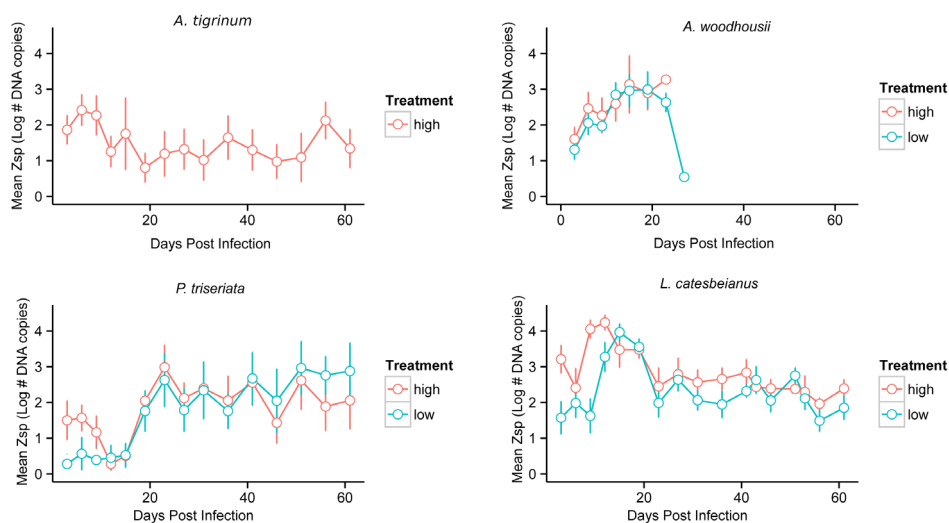 A. tigrinum
Mean Zsp (Log # DNA copies)
4
3
2
1
0
20
40
60
Days Post Infection
Treatment
high
A. woodhousii
Mean Zsp (Log # DNA copies)
4
3
2
1
0
0
20
40
60
Days Post Infection
Treatment
high
low
P. triseriata
Mean Zsp (Log # DNA copies)
4
3
2
1
0
20
40
60
Days Post Infection
Treatment
high
low
L. catesbeianus
Mean Zsp (Log # DNA copies)
4
3
2
1
0
0
20
40
60
Days Post Infection
Treatment
high
low